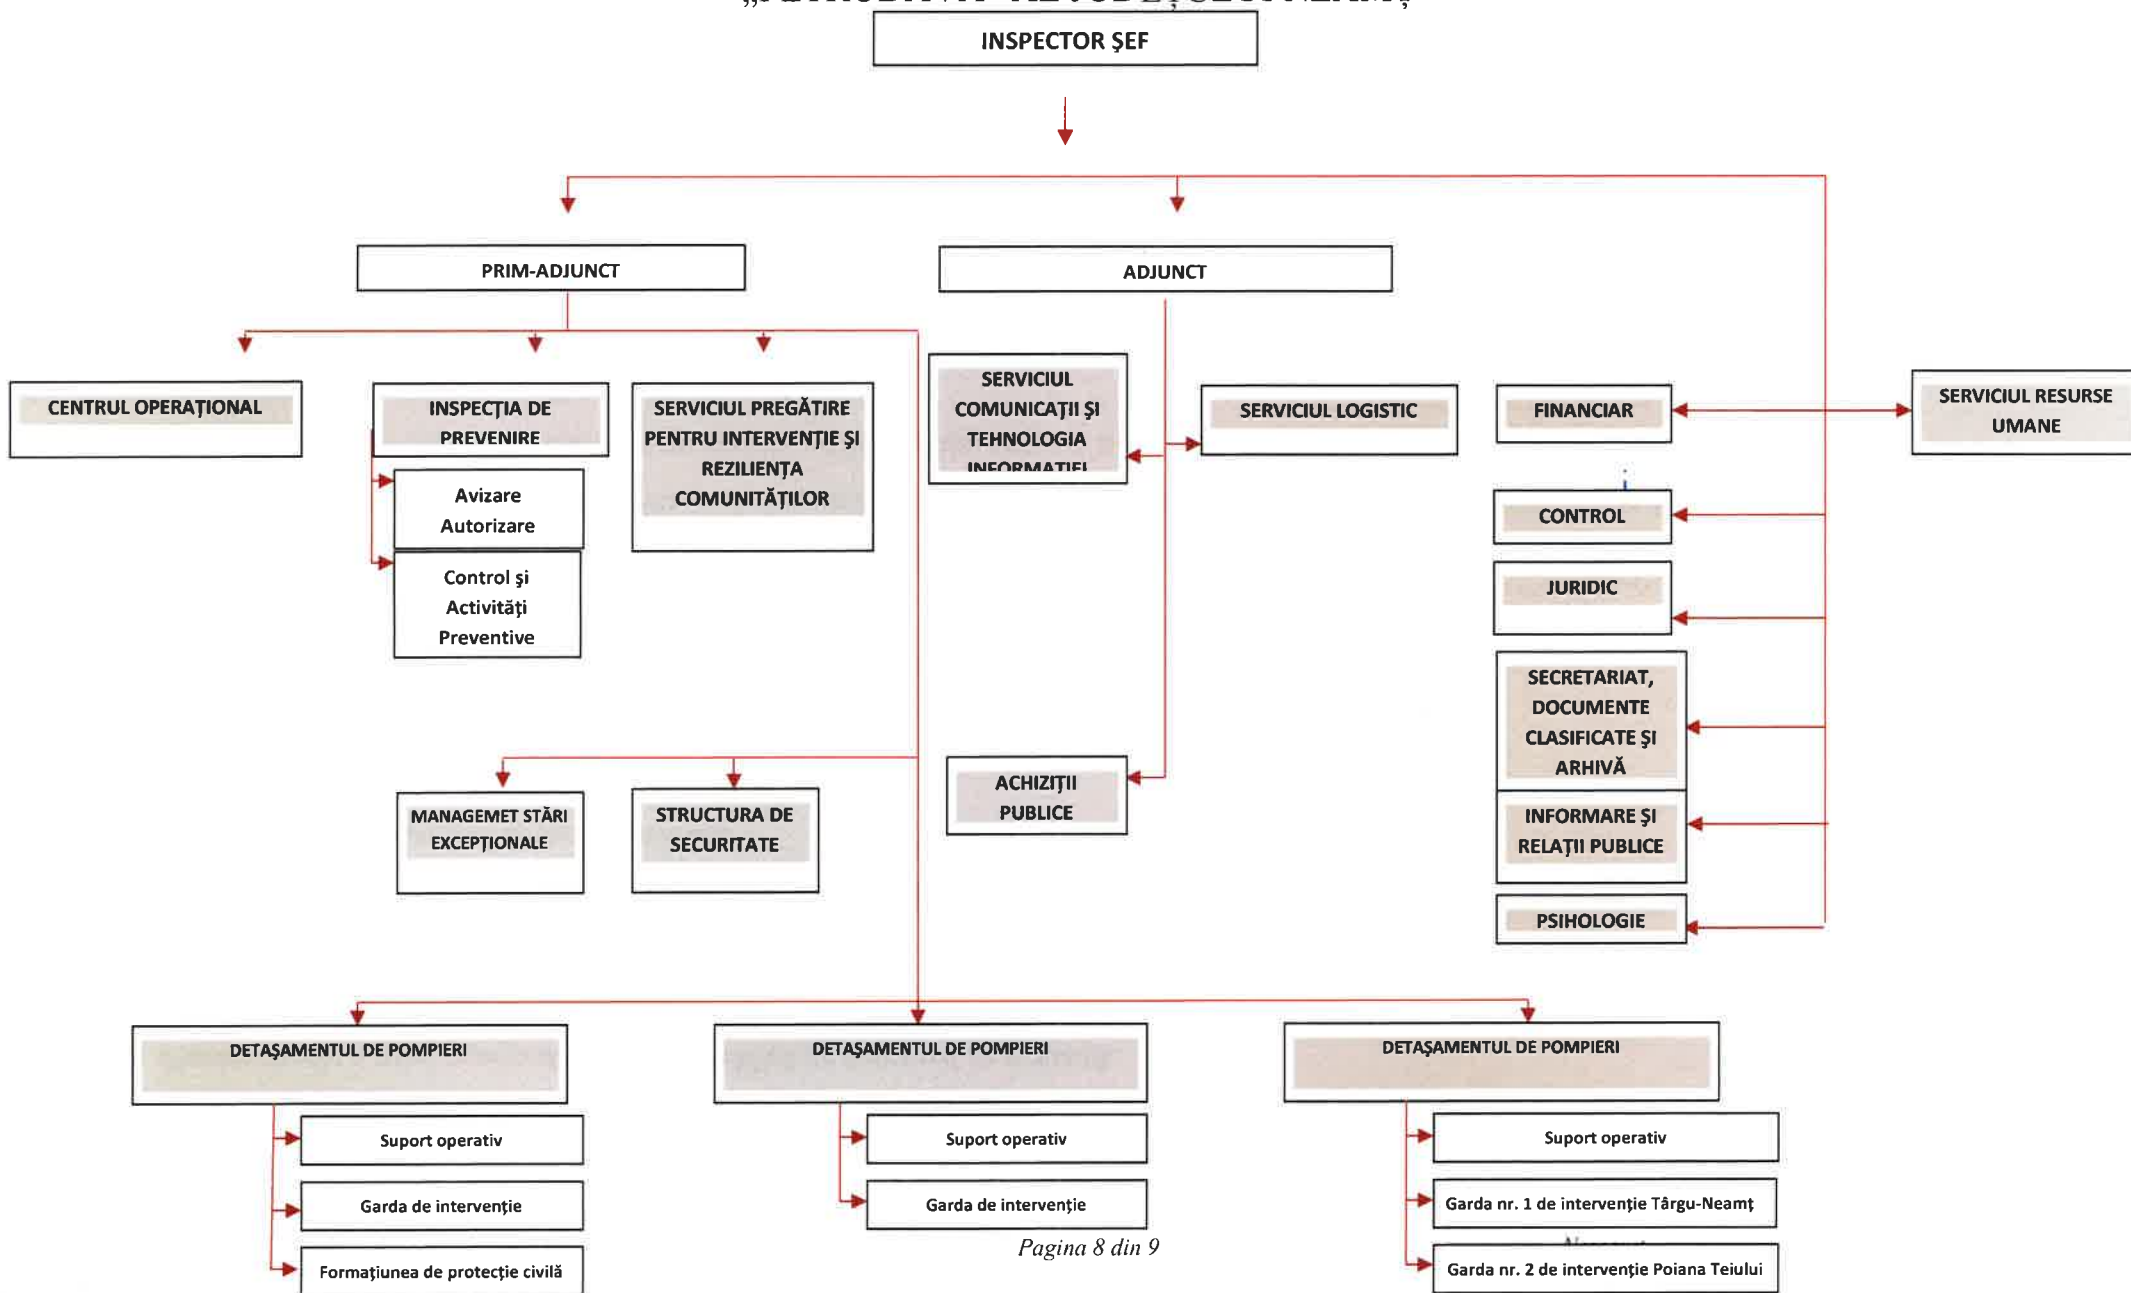 AL JUDEȚULUI NEAMȚ
INSPECTOR ŞEF
PRIM-ADJUNCT
ADJUNCT
CENTRUL OPERAŢIONAL
INSPECŢIA DE
PREVENIRE
Avizare
Autorizare
Control şi
Activităţi
Preventive
SERVICIUL PREGĂTIRE
PENTRU INTERVENŢIE ŞI
REZILIENŢA
COMUNITĂŢILOR
SERVICIUL
COMUNICAŢII ŞI
TEHNOLOGIA
INFORMAŢIEI
SERVICIUL LOGISTIC
FINANCIAR
SERVICIUL RESURSE
UMANE
CONTROL
JURIDIC
SECRETARIAT,
DOCUMENTE
CLASIFICATE ŞI
ARHIVĂ
INFORMARE ŞI
RELAŢII PUBLICE
PSIHOLOGIE
MANAGEMET STĂRI
EXCEPŢIONALE
STRUCTURA DE
SECURITATE
ACHIZIŢII
PUBLICE
DETAŞAMENTUL DE POMPIERI
Suport operativ
Garda de intervenţie
Formaţiunea de protecţie civilă
DETAŞAMENTUL DE POMPIERI
Suport operativ
Garda de intervenţie
DETAŞAMENTUL DE POMPIERI
Suport operativ
Garda nr. 1 de intervenţie Târgu-Neamţ
Garda nr. 2 de intervenţie Poiana Teiului
Pagina 8 din 9